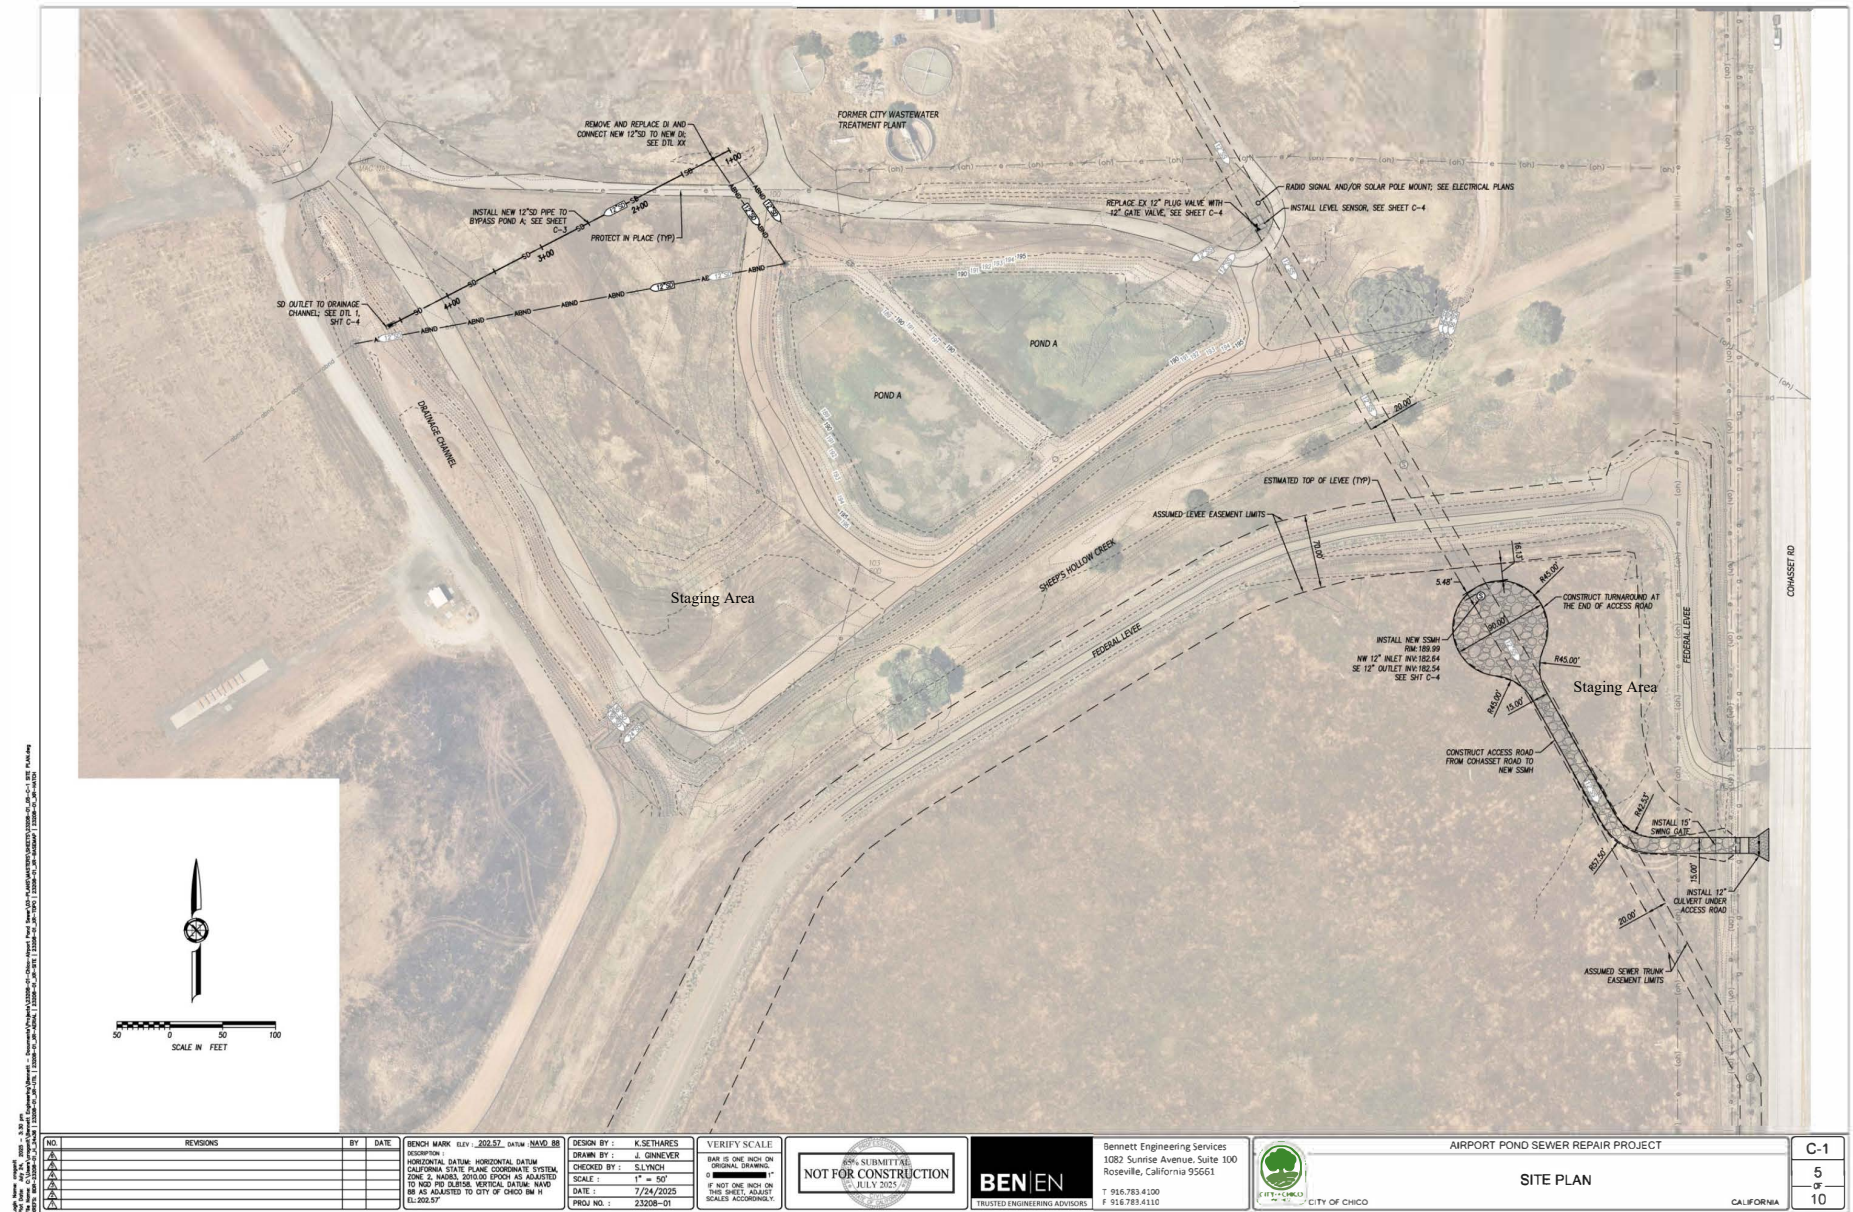 FORMER CITY WASTEWATER
TREATMENT PLANT
REMOVE AND REPLACE DI AND
CONNECT NEW 12"SD TO NEW DI;
SEE DTL XX
1+00
INSTALL NEW 12"SD PIPE TO
BYPASS POND A; SEE SHEET
C-3
2+00
PROTECT IN PLACE (TYP)
3+00
4+00
SD OUTLET TO DRAINAGE
CHANNEL; SEE DTL 1,
SHT C-4
ABND
ABND
ABND
ABND
ABND
ABND
12"SD
12"SD
RADIO SIGNAL AND/OR SOLAR POLE MOUNT; SEE ELECTRICAL PLANS
REPLACE EX 12" PLUG VALVE WITH
12" GATE VALVE, SEE SHEET C-4
INSTALL LEVEL SENSOR, SEE SHEET C-4
190 191 192 193 194 195
POND A
POND A
DRAINAGE CHANNEL
20.00'
ESTIMATED TOP OF LEVEE (TYP)
ASSUMED LEVEE EASEMENT LIMITS
70.00'
SHEEP'S HOLLOW CREEK
FEDERAL LEVEE
Staging Area
16.13'
5.48'
R45.00'
CONSTRUCT TURNAROUND AT
THE END OF ACCESS ROAD
90.00'
INSTALL NEW SSMH
RIM:189.99
NW 12" INLET INV:182.64
SE 12" OUTLET INV:182.54
SEE SHT C-4
R45.00'
R45.00'
15.00'
Staging Area
FEDERAL LEVEE
COHASSET RD
CONSTRUCT ACCESS ROAD
FROM COHASSET ROAD TO
NEW SSMH
R42.53'
INSTALL 15'
SWING GATE
R57.50'
15.00'
INSTALL 12"
CULVERT UNDER
ACCESS ROAD
20.00'
ASSUMED SEWER TRUNK
EASEMENT LIMITS
50 0 50 100
SCALE IN FEET
NO. REVISIONS BY DATE
BENCH MARK ELEV: 202.57 DATUM: NAVD 88
DESCRIPTION:
HORIZONTAL DATUM: HORIZONTAL DATUM
CALIFORNIA STATE PLANE COORDINATE SYSTEM,
ZONE 2, NAD83, 2010.00 EPOCH AS ADJUSTED
TO NGD PID DL8158. VERTICAL DATUM: NAVD
88 AS ADJUSTED TO CITY OF CHICO BM H
EL: 202.57'
DESIGN BY: K.SETHARES
DRAWN BY: J. GINNEVER
CHECKED BY: S.LYNCH
SCALE: 1" = 50'
DATE: 7/24/2025
PROJ NO.: 23208-01
VERIFY SCALE
BAR IS ONE INCH ON
ORIGINAL DRAWING.
0 1"
IF NOT ONE INCH ON
THIS SHEET, ADJUST
SCALES ACCORDINGLY.
65% SUBMITTAL
NOT FOR CONSTRUCTION
JULY 2025
BEN|EN
TRUSTED ENGINEERING ADVISORS
Bennett Engineering Services
1082 Sunrise Avenue, Suite 100
Roseville, California 95661
T 916.783.4100
F 916.783.4110
CITY OF CHICO
CITY OF CHICO
AIRPORT POND SEWER REPAIR PROJECT
SITE PLAN
CALIFORNIA
C-1
5
OF
10